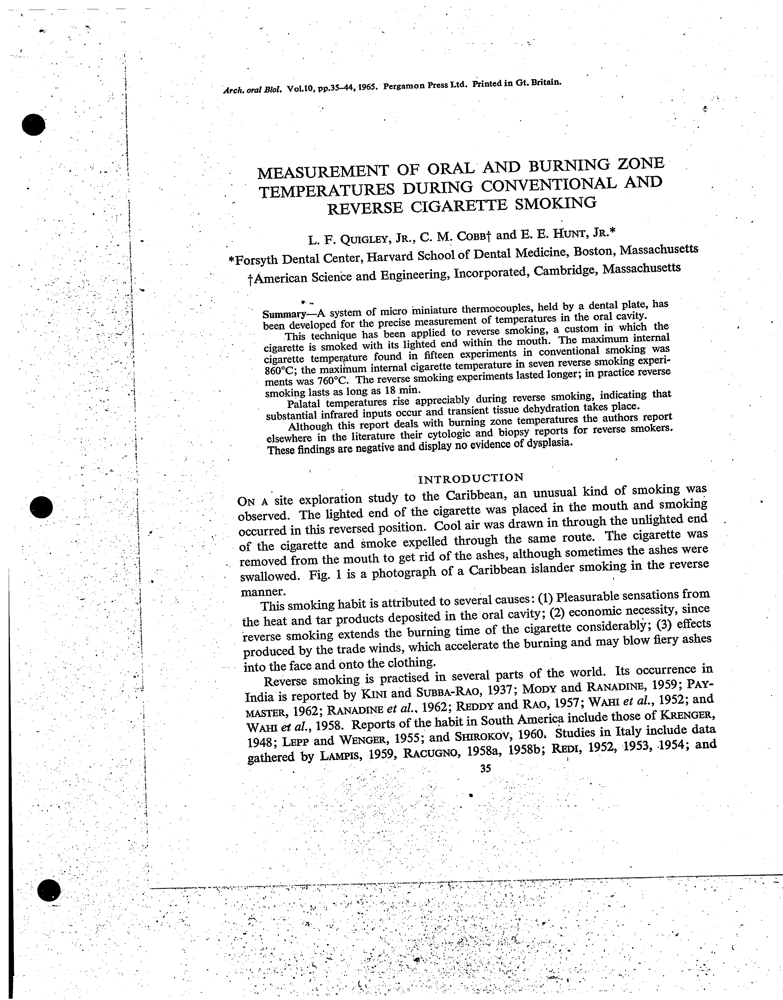 Arch. oral Biol. Vol.10, pp.35–44, 1965. Pergamon Press Ltd. Printed in Gt. Britain.
MEASUREMENT OF ORAL AND BURNING ZONE
TEMPERATURES DURING CONVENTIONAL AND
REVERSE CIGARETTE SMOKING
L. F. QUIGLEY, JR., C. M. COBB† and E. E. HUNT, JR.*
*Forsyth Dental Center, Harvard School of Dental Medicine, Boston, Massachusetts
†American Science and Engineering, Incorporated, Cambridge, Massachusetts
Summary—A system of micro miniature thermocouples, held by a dental plate, has
been developed for the precise measurement of temperatures in the oral cavity.
This technique has been applied to reverse smoking, a custom in which the
cigarette is smoked with its lighted end within the mouth. The maximum internal
cigarette temperature found in fifteen experiments in conventional smoking was
860°C; the maximum internal cigarette temperature in seven reverse smoking experi-
ments was 760°C. The reverse smoking experiments lasted longer; in practice reverse
smoking lasts as long as 18 min.
Palatal temperatures rise appreciably during reverse smoking, indicating that
substantial infrared inputs occur and transient tissue dehydration takes place.
Although this report deals with burning zone temperatures the authors report
elsewhere in the literature their cytologic and biopsy reports for reverse smokers.
These findings are negative and display no evidence of dysplasia.
INTRODUCTION
ON A site exploration study to the Caribbean, an unusual kind of smoking was
observed. The lighted end of the cigarette was placed in the mouth and smoking
occurred in this reversed position. Cool air was drawn in through the unlighted end
of the cigarette and smoke expelled through the same route. The cigarette was
removed from the mouth to get rid of the ashes, although sometimes the ashes were
swallowed. Fig. 1 is a photograph of a Caribbean islander smoking in the reverse
manner.
This smoking habit is attributed to several causes: (1) Pleasurable sensations from
the heat and tar products deposited in the oral cavity; (2) economic necessity, since
reverse smoking extends the burning time of the cigarette considerably; (3) effects
produced by the trade winds, which accelerate the burning and may blow fiery ashes
into the face and onto the clothing.
Reverse smoking is practised in several parts of the world. Its occurrence in
India is reported by KINI and SUBBA-RAO, 1937; MODY and RANADINE, 1959; PAY-
MASTER, 1962; RANADINE et al., 1962; REDDY and RAO, 1957; WAHI et al., 1952; and
WAHI et al., 1958. Reports of the habit in South America include those of KRENGER,
1948; LEPP and WENGER, 1955; and SHIROKOV, 1960. Studies in Italy include data
gathered by LAMPIS, 1959, RACUGNO, 1958a, 1958b; REDI, 1952, 1953, 1954; and
35